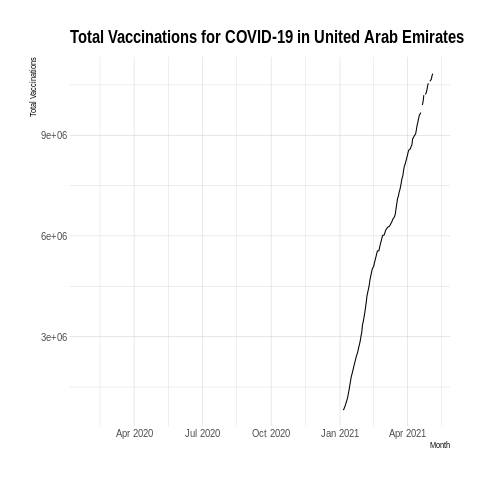 Total Vaccinations for COVID-19 in United Arab Emirates
Total Vaccinations
9e+06
6e+06
3e+06
Apr 2020 Jul 2020 Oct 2020 Jan 2021 Apr 2021
Month